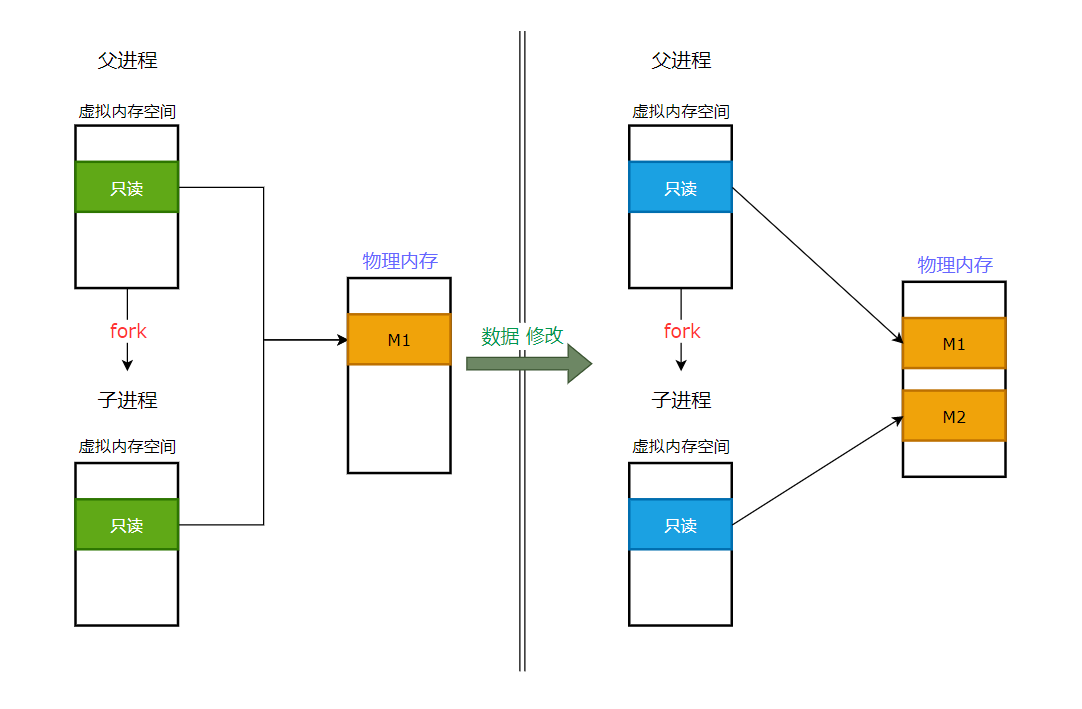 父进程
虚拟内存空间
只读
fork
子进程
虚拟内存空间
只读
物理内存
M1
数据 修改
父进程
虚拟内存空间
只读
fork
子进程
虚拟内存空间
只读
物理内存
M1
M2